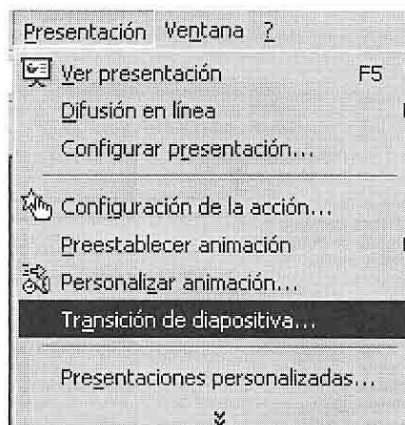 Presentación Ventana ?
Ver presentación F5
Difusión en línea
Configurar presentación...
Configuración de la acción...
Preestablecer animación
Personalizar animación...
Transición de diapositiva...
Presentaciones personalizadas...